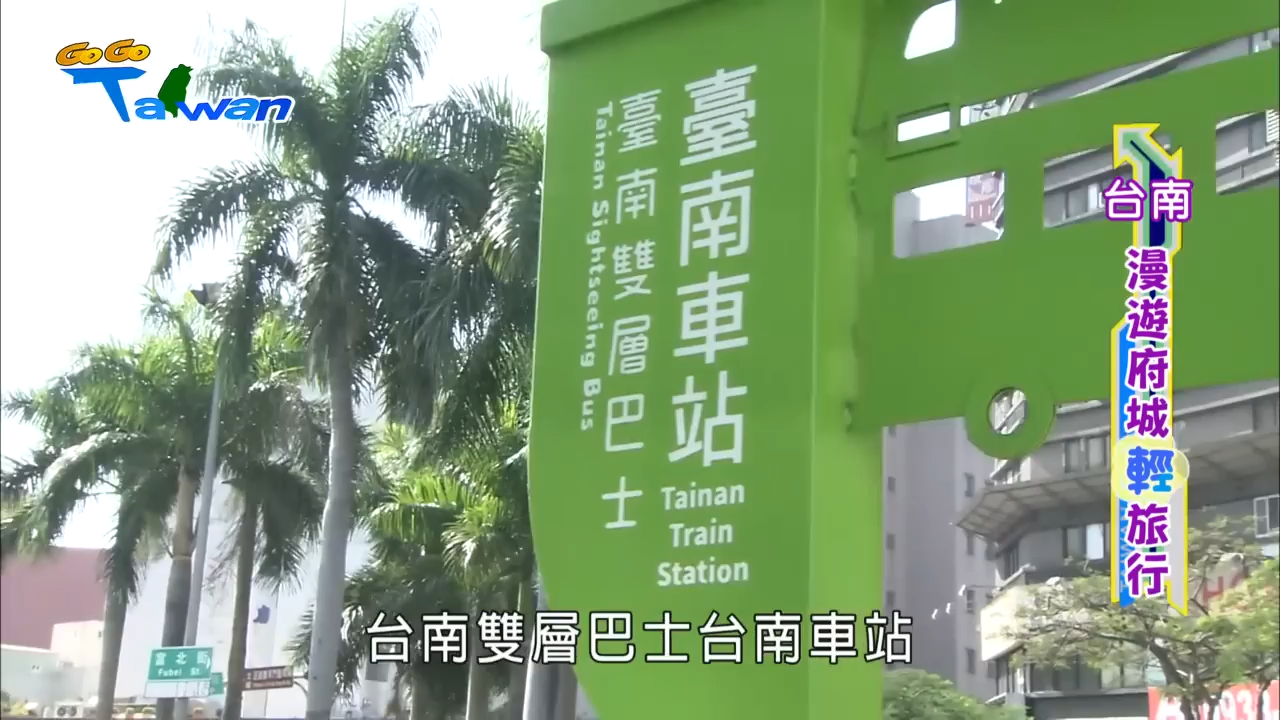 GoGo
Taiwan
臺南車站
Tainan
Train
Station
臺南雙層巴士
Tainan Sightseeing Bus
台南
漫遊府城輕旅行
富北街
Fubei St
台南雙層巴士台南車站